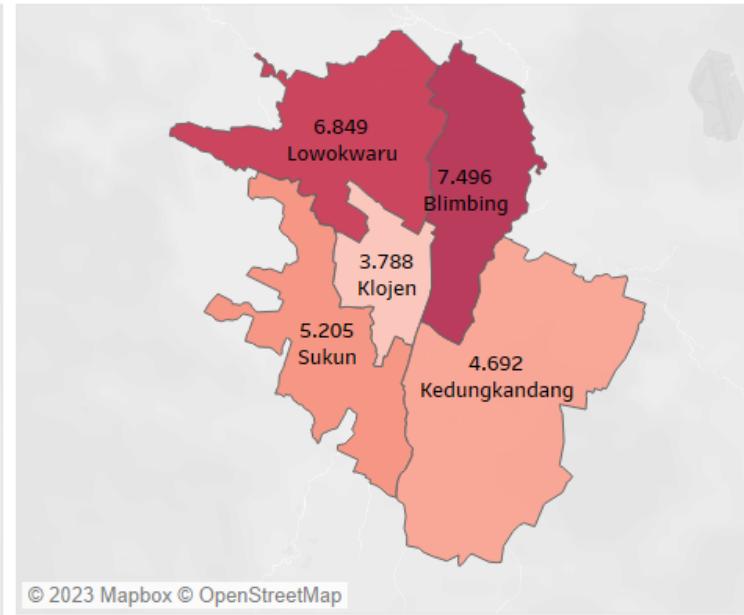 6.849
Lowokwaru
7.496
Blimbing
3.788
Klojen
5.205
Sukun
4.692
Kedungkandang
© 2023 Mapbox © OpenStreetMap